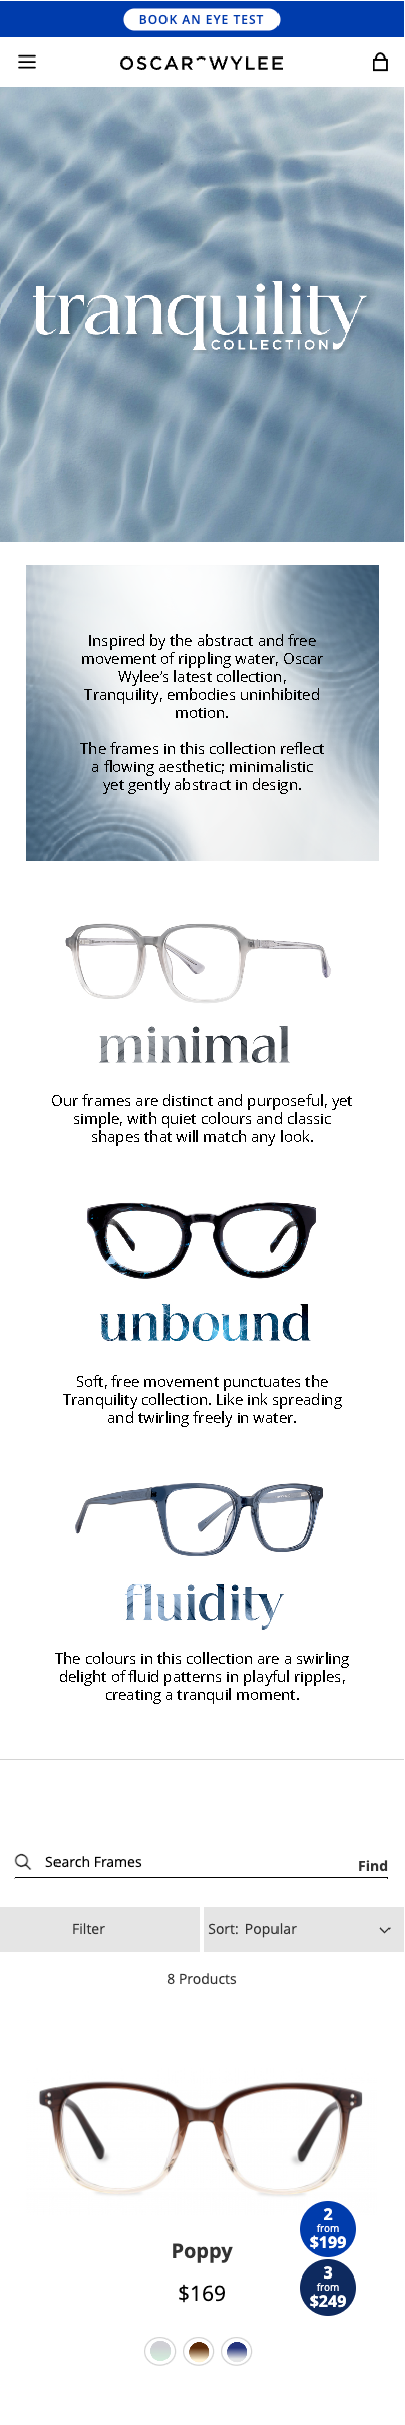 BOOK AN EYE TEST
OSCAR WYLEE
tranquility
COLLECTION
Inspired by the abstract and free
movement of rippling water, Oscar
Wylee's latest collection,
Tranquility, embodies uninhibited
motion.
The frames in this collection reflect
a flowing aesthetic; minimalistic
yet gently abstract in design.
minimal
Our frames are distinct and purposeful, yet
simple, with quiet colours and classic
shapes that will match any look.
unbound
Soft, free movement punctuates the
Tranquility collection. Like ink spreading
and twirling freely in water.
fluidity
The colours in this collection are a swirling
delight of fluid patterns in playful ripples,
creating a tranquil moment.
Search Frames
Find
Filter
Sort: Popular
8 Products
2
from
$199
3
from
$249
Poppy
$169